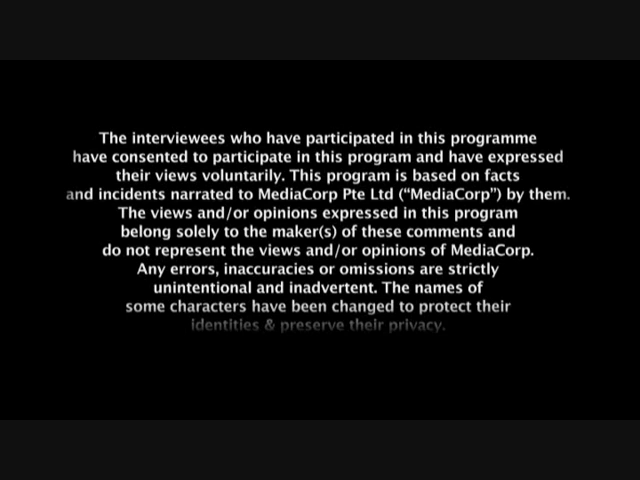 The interviewees who have participated in this programme
have consented to participate in this program and have expressed
their views voluntarily. This program is based on facts
and incidents narrated to MediaCorp Pte Ltd (“MediaCorp”) by them.
The views and/or opinions expressed in this program
belong solely to the maker(s) of these comments and
do not represent the views and/or opinions of MediaCorp.
Any errors, inaccuracies or omissions are strictly
unintentional and inadvertent. The names of
some characters have been changed to protect their
identities & preserve their privacy.